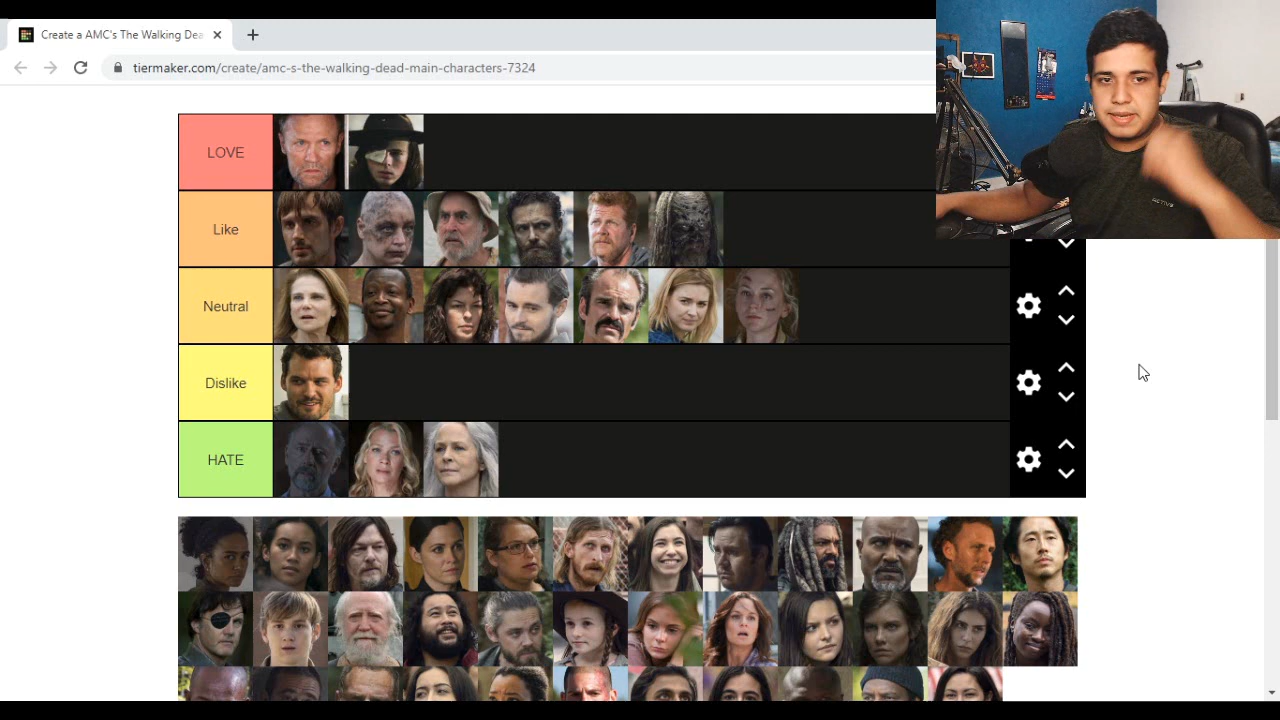 Create a AMC's The Walking Dea
tiermaker.com/create/amc-s-the-walking-dead-main-characters-7324
LOVE
Like
Neutral
Dislike
HATE